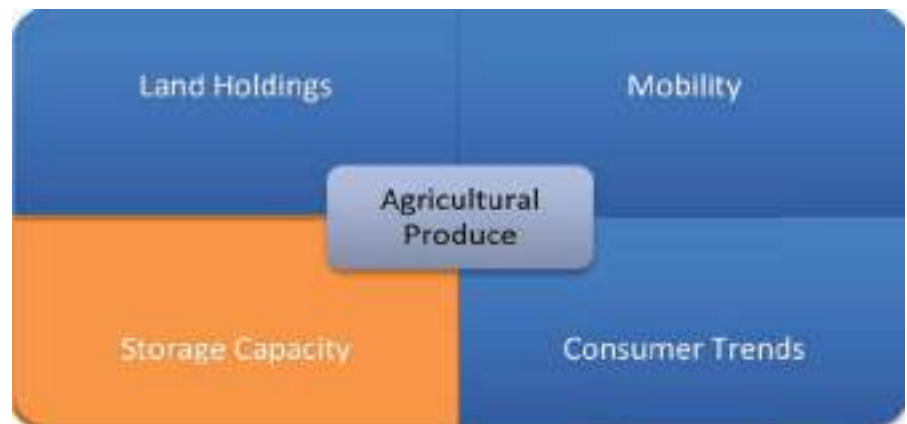 Land Holdings
Mobility
Agricultural
Produce
Storage Capacity
Consumer Trends